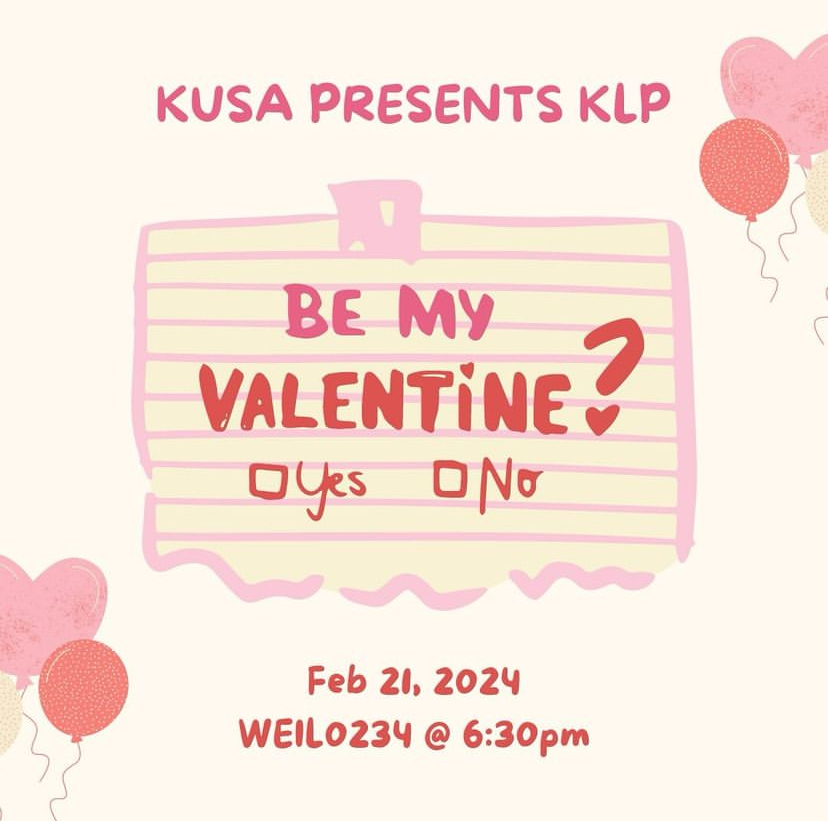 KUSA PRESENTS KLP
BE MY
VALENTINE?
Yes No
Feb 21, 2024
WEIL0234 @ 6:30pm